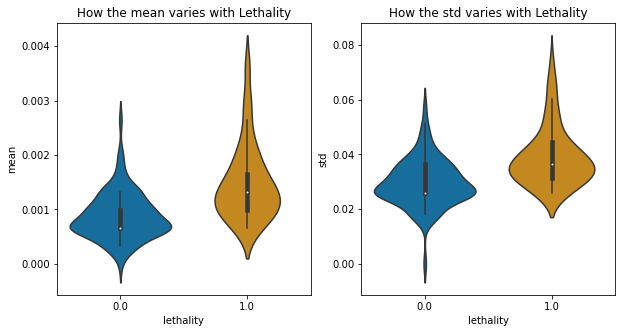 How the mean varies with Lethality
mean
0.004
0.003
0.002
0.001
0.000
0.0
1.0
lethality
How the std varies with Lethality
std
0.08
0.06
0.04
0.02
0.00
0.0
1.0
lethality